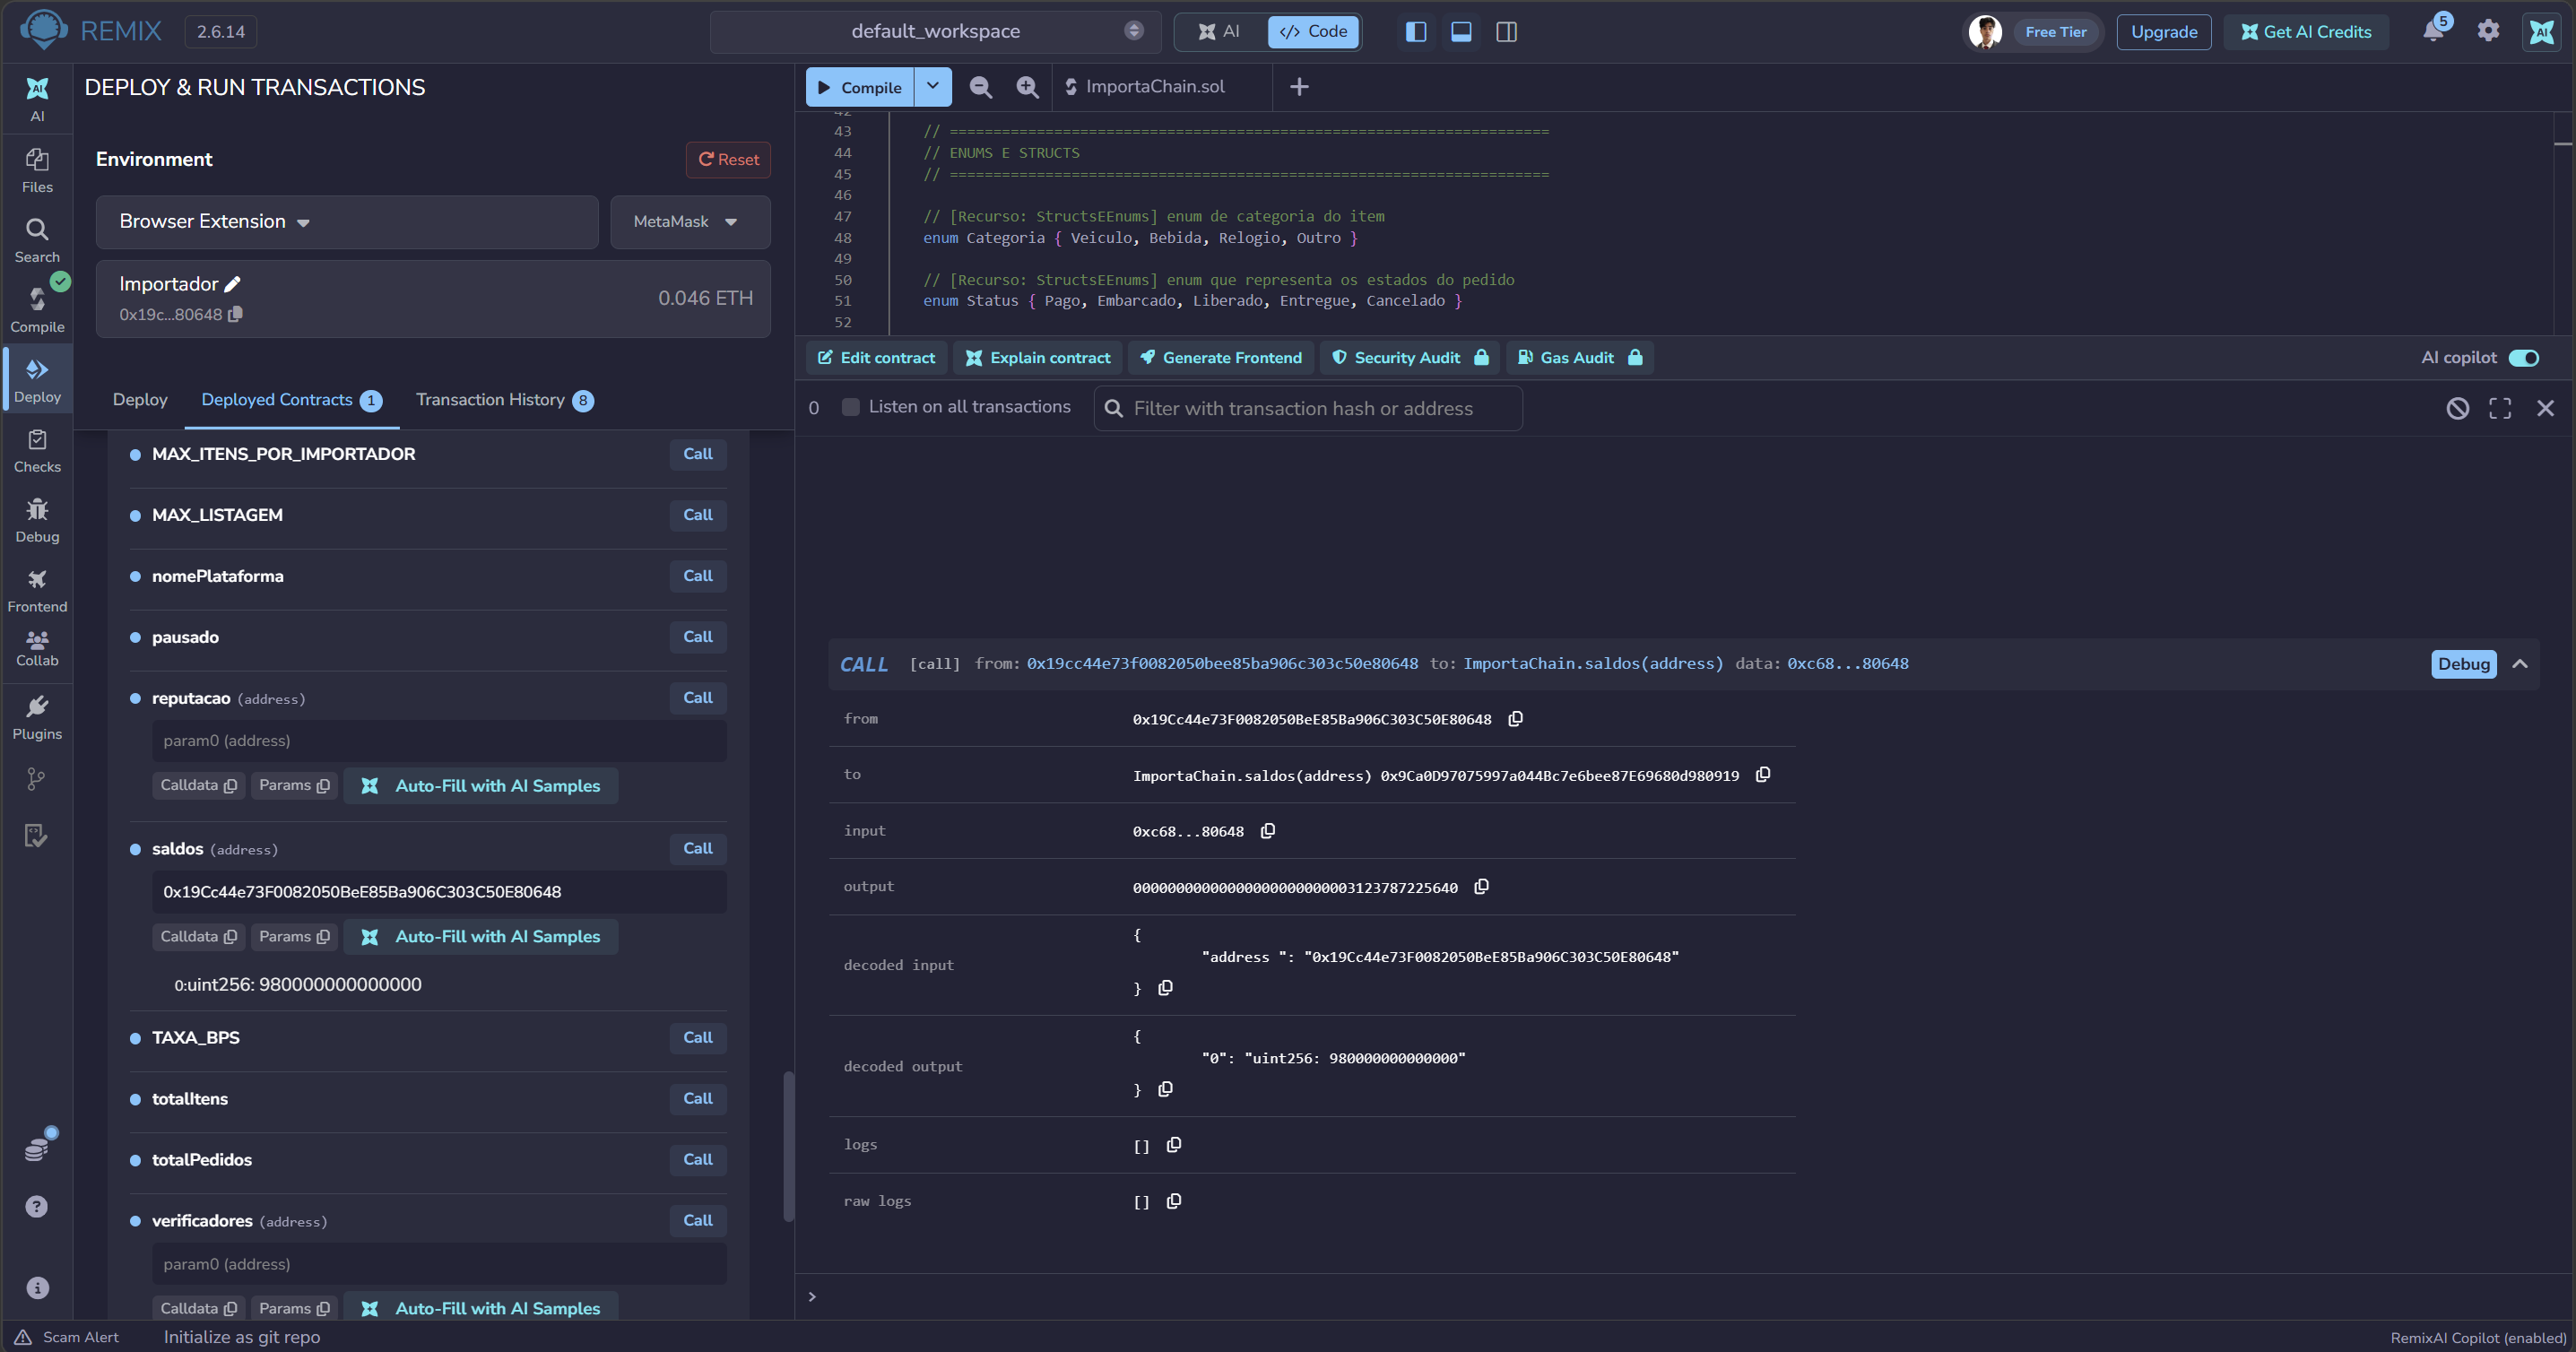 REMIX
2.6.14
default_workspace
AI
Code
Free Tier
Upgrade
Get AI Credits
5
AI
AI
Files
Search
Compile
Deploy
Checks
Debug
Frontend
Collab
Plugins
DEPLOY & RUN TRANSACTIONS
Environment
Reset
Browser Extension
MetaMask
Importador
0x19c...80648
0.046 ETH
Deploy
Deployed Contracts 1
Transaction History 8
MAX_ITENS_POR_IMPORTADOR Call
MAX_LISTAGEM Call
nomePlataforma Call
pausado Call
reputacao (address) Call
param0 (address)
Calldata Params Auto-Fill with AI Samples
saldos (address) Call
0x19Cc44e73F0082050BeE85Ba906C303C50E80648
Calldata Params Auto-Fill with AI Samples
0:uint256: 980000000000000
TAXA_BPS Call
totalItens Call
totalPedidos Call
verificadores (address) Call
param0 (address)
Calldata Params Auto-Fill with AI Samples
Compile
ImportaChain.sol
42
43 // =====================================================================
44 // ENUMS E STRUCTS
45 // =====================================================================
46
47 // [Recurso: StructsEEnums] enum de categoria do item
48 enum Categoria { Veiculo, Bebida, Relogio, Outro }
49
50 // [Recurso: StructsEEnums] enum que representa os estados do pedido
51 enum Status { Pago, Embarcado, Liberado, Entregue, Cancelado }
52
Edit contract
Explain contract
Generate Frontend
Security Audit
Gas Audit
AI copilot
0
Listen on all transactions
Filter with transaction hash or address
CALL [call] from: 0x19cc44e73f0082050bee85ba906c303c50e80648 to: ImportaChain.saldos(address) data: 0xc68...80648
Debug
from 0x19Cc44e73F0082050BeE85Ba906C303C50E80648
to ImportaChain.saldos(address) 0x9Ca0D97075997a044Bc7e6bee87E69680d980919
input 0xc68...80648
output 00000000000000000000000003123787225640
decoded input {
"address ": "0x19Cc44e73F0082050BeE85Ba906C303C50E80648"
}
decoded output {
"0": "uint256: 980000000000000"
}
logs []
raw logs []
>
Scam Alert
Initialize as git repo
RemixAI Copilot (enabled)